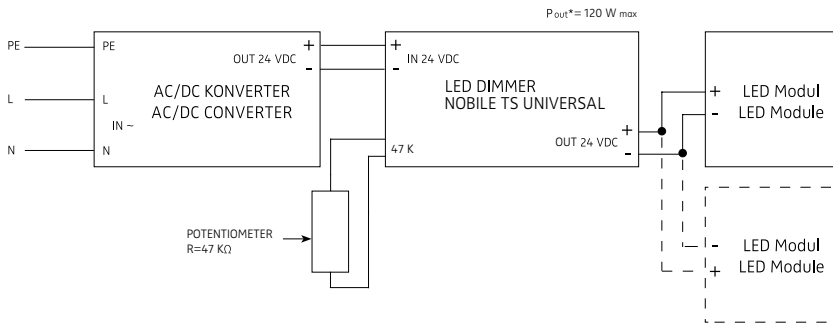 Pout*= 120 W max
PE
L
N
PE
L
IN ~
N
OUT 24 VDC
+
-
AC/DC KONVERTER
AC/DC CONVERTER
+
-
IN 24 VDC
LED DIMMER
NOBILE TS UNIVERSAL
47 K
OUT 24 VDC
+
-
+
-
LED Modul
LED Module
POTENTIOMETER
R=47 KΩ
-
+
LED Modul
LED Module